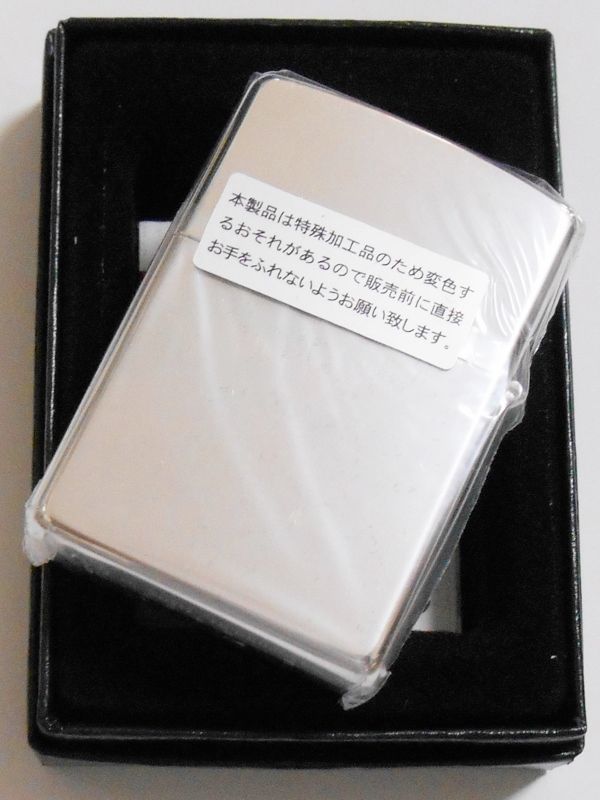 本製品は特殊加工品のため変色す
るおそれがあるので販売前に直接
お手をふれないようお願い致します。